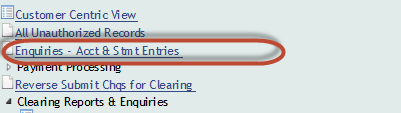 Customer Centric View
All Unauthorized Records
Enquiries - Acct & Stmt Entries
Payment Processing
Reverse Submit Chqs for Clearing
Clearing Reports & Enquiries